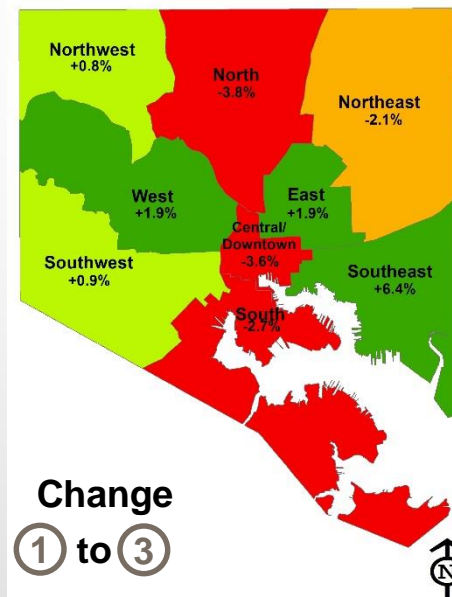 Northwest
+0.8%
North
-3.8%
Northeast
-2.1%
West
+1.9%
East
+1.9%
Central/
Downtown
-3.6%
Southwest
+0.9%
Southeast
+6.4%
South
-2.7%
Change
1 to 3
N